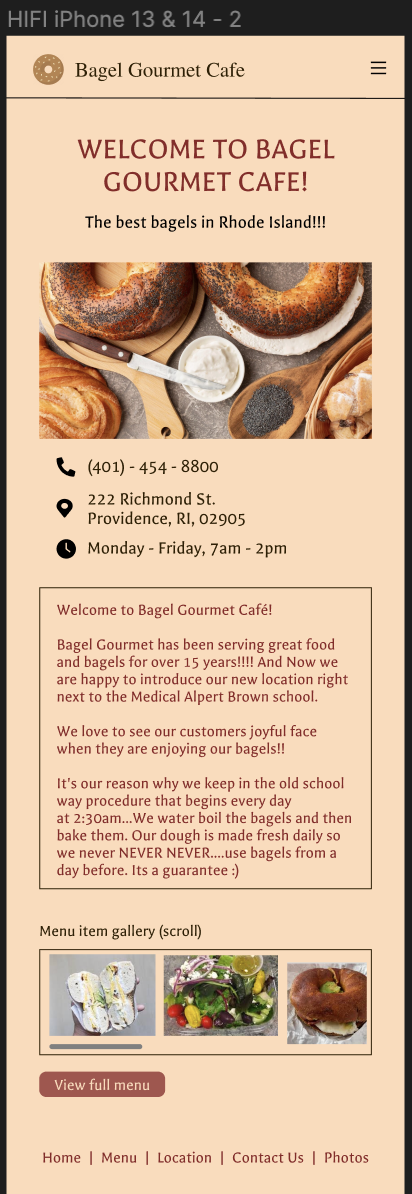 HIFI iPhone 13 & 14 - 2
Bagel Gourmet Cafe
WELCOME TO BAGEL
GOURMET CAFE!
The best bagels in Rhode Island!!!
(401) - 454 - 8800
222 Richmond St.
Providence, RI, 02905
Monday - Friday, 7am - 2pm
Welcome to Bagel Gourmet Café!
Bagel Gourmet has been serving great food
and bagels for over 15 years!!!! And Now we
are happy to introduce our new location right
next to the Medical Alpert Brown school.
We love to see our customers joyful face
when they are enjoying our bagels!!
It's our reason why we keep in the old school
way procedure that begins every day
at 2:30am...We water boil the bagels and then
bake them. Our dough is made fresh daily so
we never NEVER NEVER....use bagels from a
day before. Its a guarantee :)
Menu item gallery (scroll)
View full menu
Home | Menu | Location | Contact Us | Photos